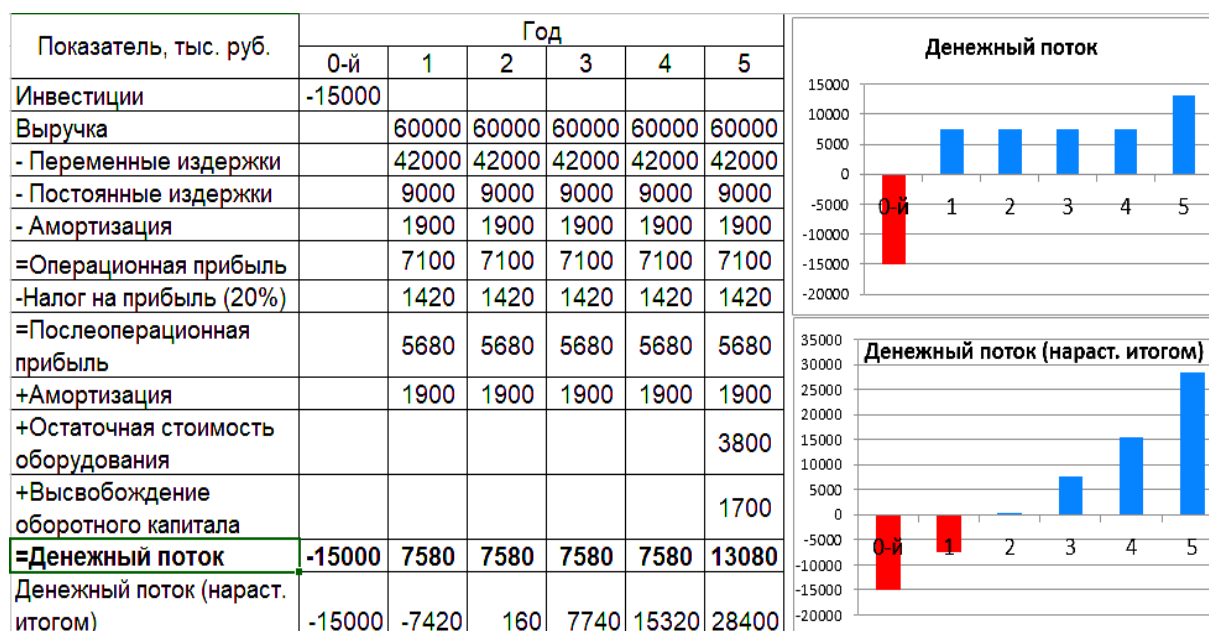 Показатель, тыс. руб.
Год
0-й 1 2 3 4 5
Инвестиции -15000
Выручка 60000 60000 60000 60000 60000
- Переменные издержки 42000 42000 42000 42000 42000
- Постоянные издержки 9000 9000 9000 9000 9000
- Амортизация 1900 1900 1900 1900 1900
=Операционная прибыль 7100 7100 7100 7100 7100
-Налог на прибыль (20%) 1420 1420 1420 1420 1420
=Послеоперационная
прибыль 5680 5680 5680 5680 5680
+Амортизация 1900 1900 1900 1900 1900
+Остаточная стоимость
оборудования 3800
+Высвобождение
оборотного капитала 1700
=Денежный поток -15000 7580 7580 7580 7580 13080
Денежный поток (нараст.
итогом) -15000 -7420 160 7740 15320 28400
Денежный поток
15000
10000
5000
0
-5000
-10000
-15000
-20000
0-й 1 2 3 4 5
Денежный поток (нараст. итогом)
35000
30000
25000
20000
15000
10000
5000
0
-5000
-10000
-15000
-20000
0-й 1 2 3 4 5